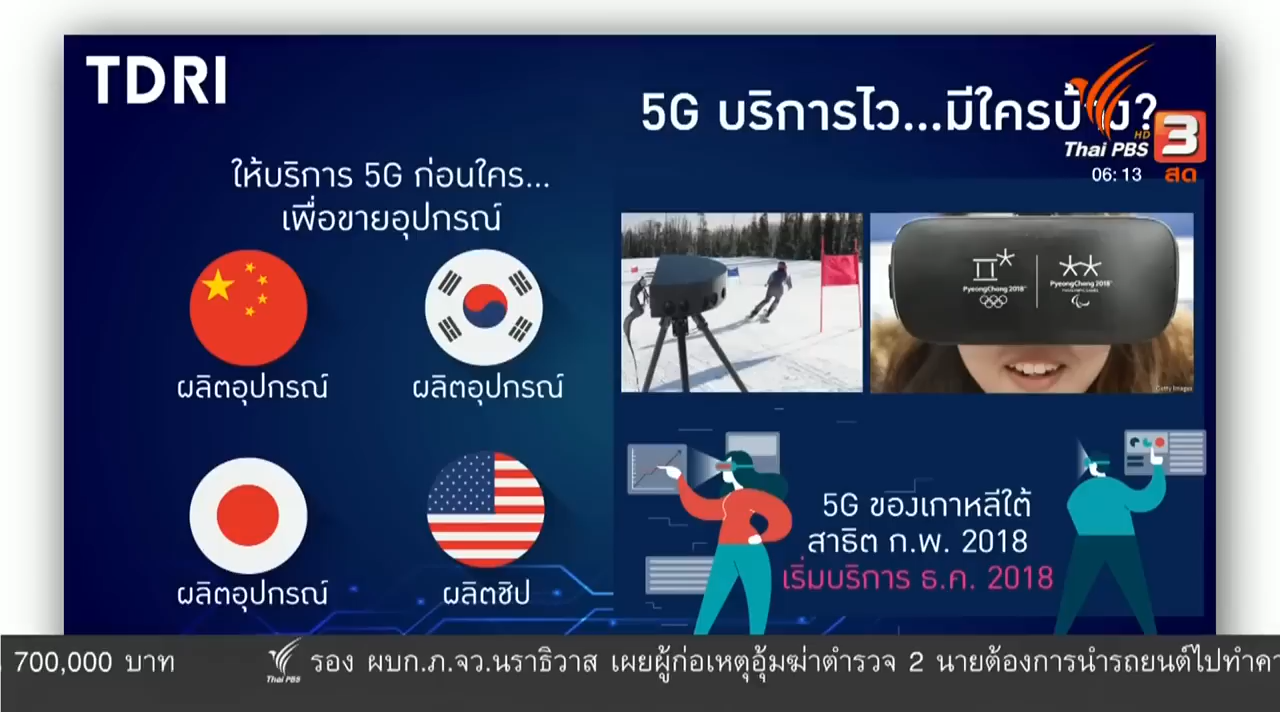 TDRI
5G บริการไว...มีใครบ้าง?
HD
Thai PBS 3
06:13 สด
ให้บริการ 5G ก่อนใคร...
เพื่อขายอุปกรณ์
ผลิตอุปกรณ์
ผลิตอุปกรณ์
ผลิตอุปกรณ์
ผลิตชิป
PyeongChang 2018
PyeongChang 2018
Getty Images
5G ของเกาหลีใต้
สาธิต ก.พ. 2018
เริ่มบริการ ธ.ค. 2018
700,000 บาท
Thai PBS
รอง ผบก.ภ.จว.นราธิวาส เผยผู้ก่อเหตุอุ้มฆ่าตำรวจ 2 นายต้องการนำรถยนต์ไปทำคา